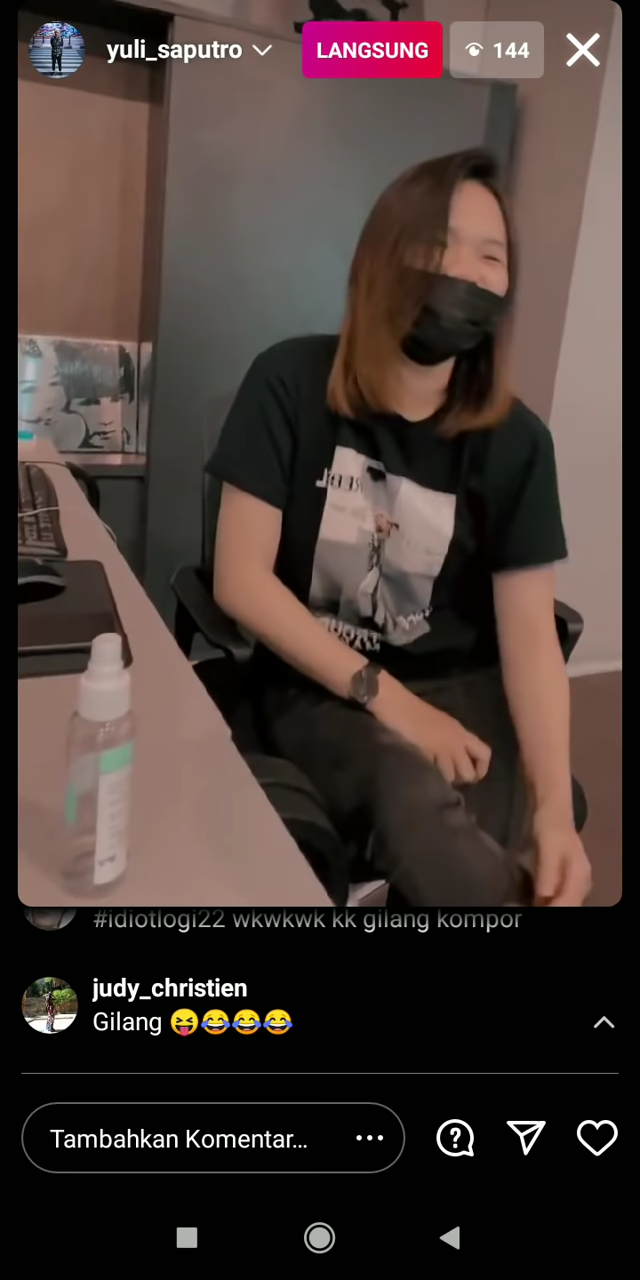 yuli_saputro
LANGSUNG
144
#idiotlogi22 wkwkwk kk gilang kompor
judy_christien
Gilang 😝😂😂😂
Tambahkan Komentar...